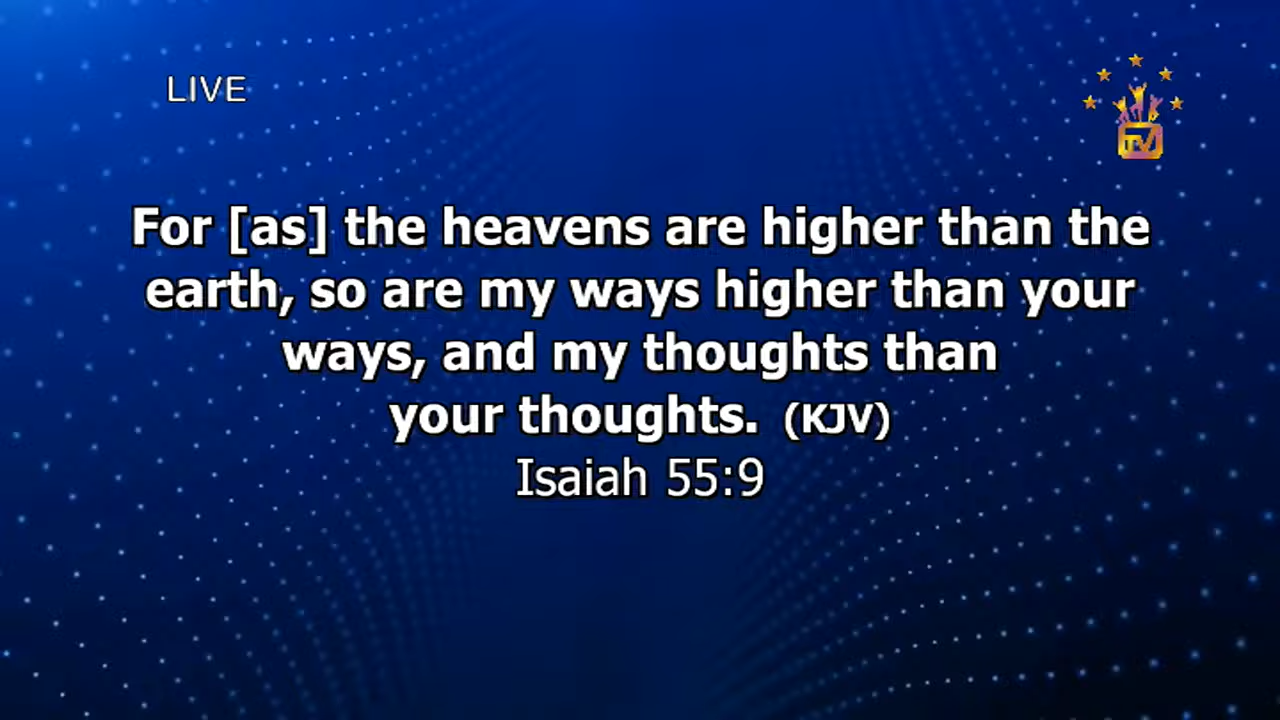 LIVE
ITV
For [as] the heavens are higher than the
earth, so are my ways higher than your
ways, and my thoughts than
your thoughts. (KJV)
Isaiah 55:9